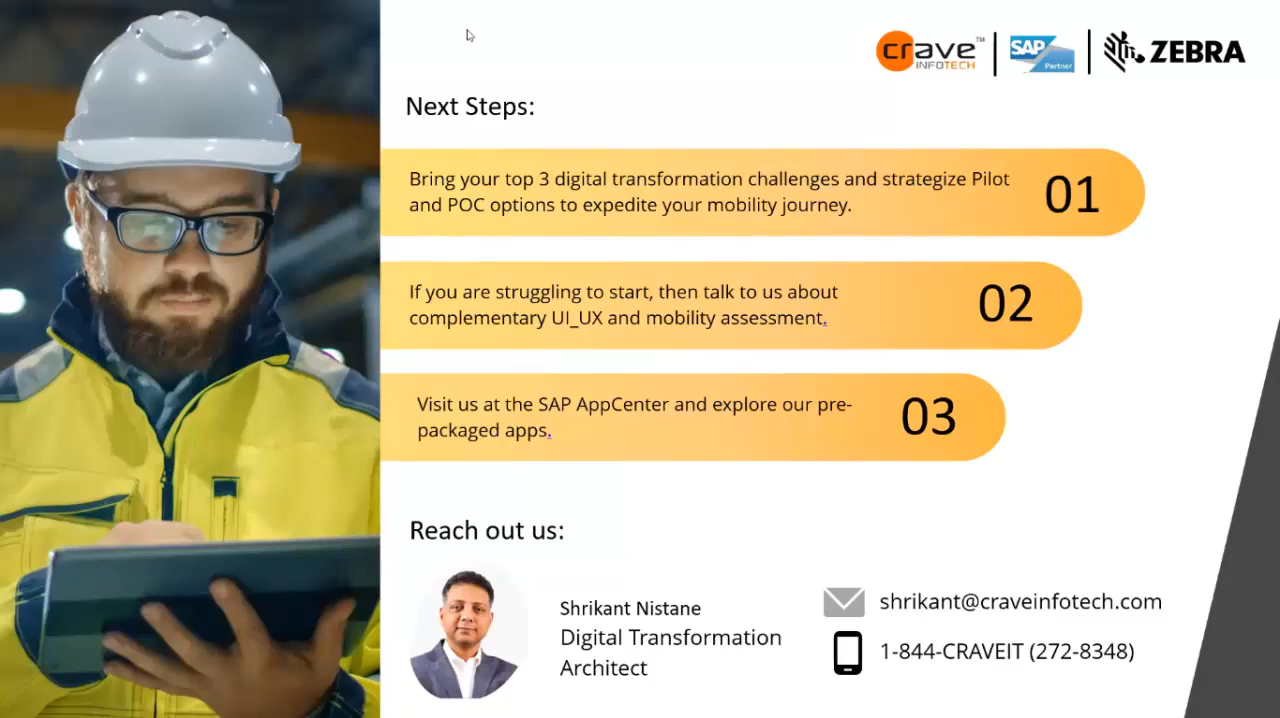 crave™ INFOTECH
SAP Partner
ZEBRA
Next Steps:
Bring your top 3 digital transformation challenges and strategize Pilot
and POC options to expedite your mobility journey.
01
If you are struggling to start, then talk to us about
complementary UI_UX and mobility assessment.
02
Visit us at the SAP AppCenter and explore our pre-
packaged apps.
03
Reach out us:
Shrikant Nistane
Digital Transformation
Architect
shrikant@craveinfotech.com
1-844-CRAVEIT (272-8348)